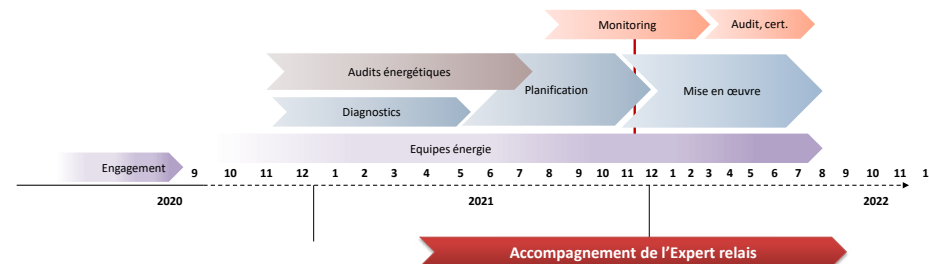 Monitoring Audit, cert.
Audits énergétiques
Planification Mise en œuvre
Diagnostics
Equipes énergie
Engagement
9 10 11 12 1 2 3 4 5 6 7 8 9 10 11 12 1 2 3 4 5 6 7 8 9 10 11 1
2020 2021 2022
Accompagnement de l'Expert relais